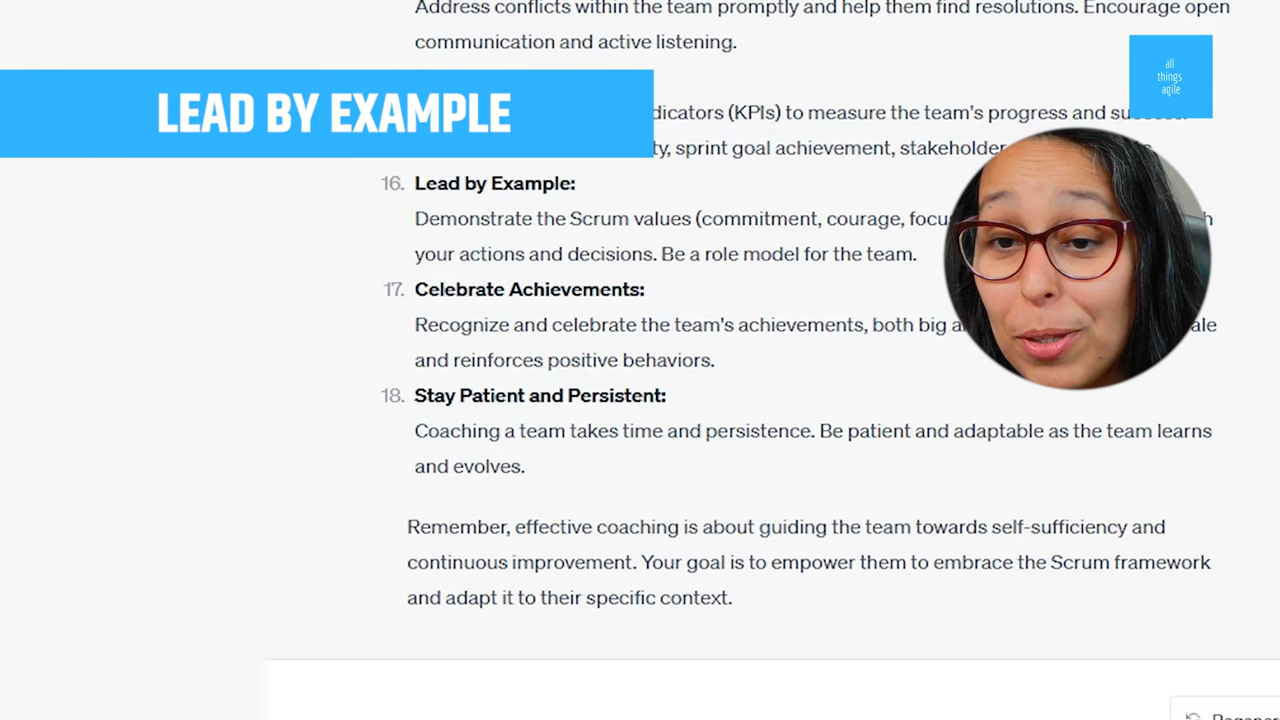 Address conflicts within the team promptly and help them find resolutions. Encourage open
communication and active listening.
all
things
agile
LEAD BY EXAMPLE
(KPIs) to measure the team's progress and
sprint goal achievement, stakeholder
16. Lead by Example:
Demonstrate the Scrum values (commitment, courage,
your actions and decisions. Be a role model for the team.
17. Celebrate Achievements:
Recognize and celebrate the team's achievements, both big
and reinforces positive behaviors.
18. Stay Patient and Persistent:
Coaching a team takes time and persistence. Be patient and adaptable as the team learns
and evolves.
Remember, effective coaching is about guiding the team towards self-sufficiency and
continuous improvement. Your goal is to empower them to embrace the Scrum framework
and adapt it to their specific context.